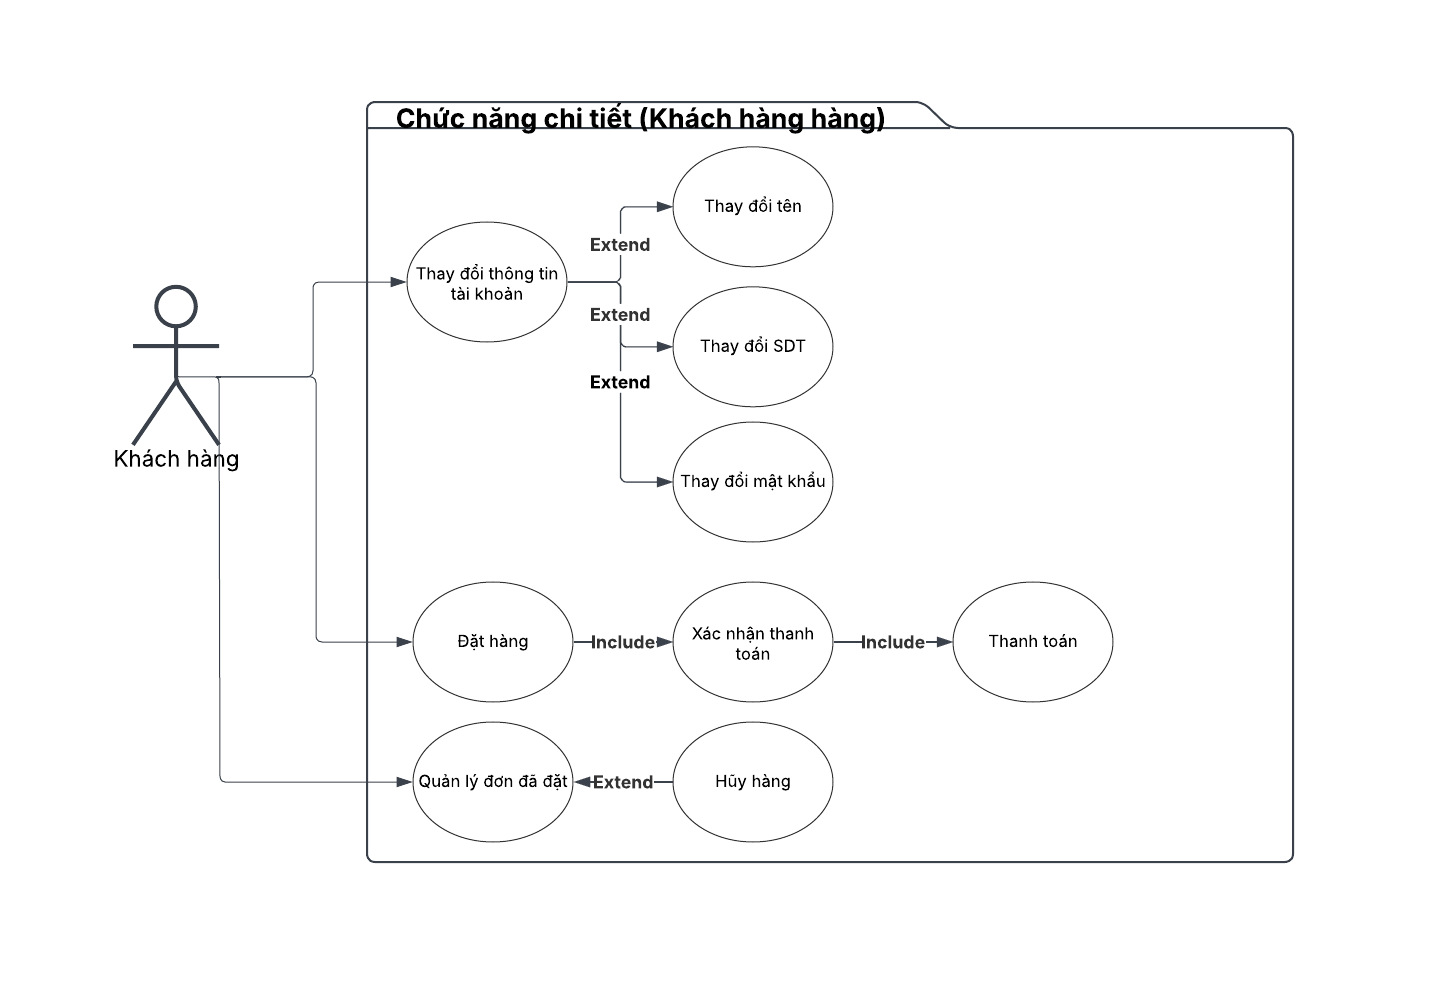 Chức năng chi tiết (Khách hàng hàng)
Thay đổi tên
Extend
Thay đổi thông tin
tài khoản
Extend
Thay đổi SDT
Extend
Khách hàng
Thay đổi mật khẩu
Đặt hàng
Include
Xác nhận thanh
toán
Include
Thanh toán
Quản lý đơn đã đặt
Extend
Hũy hàng